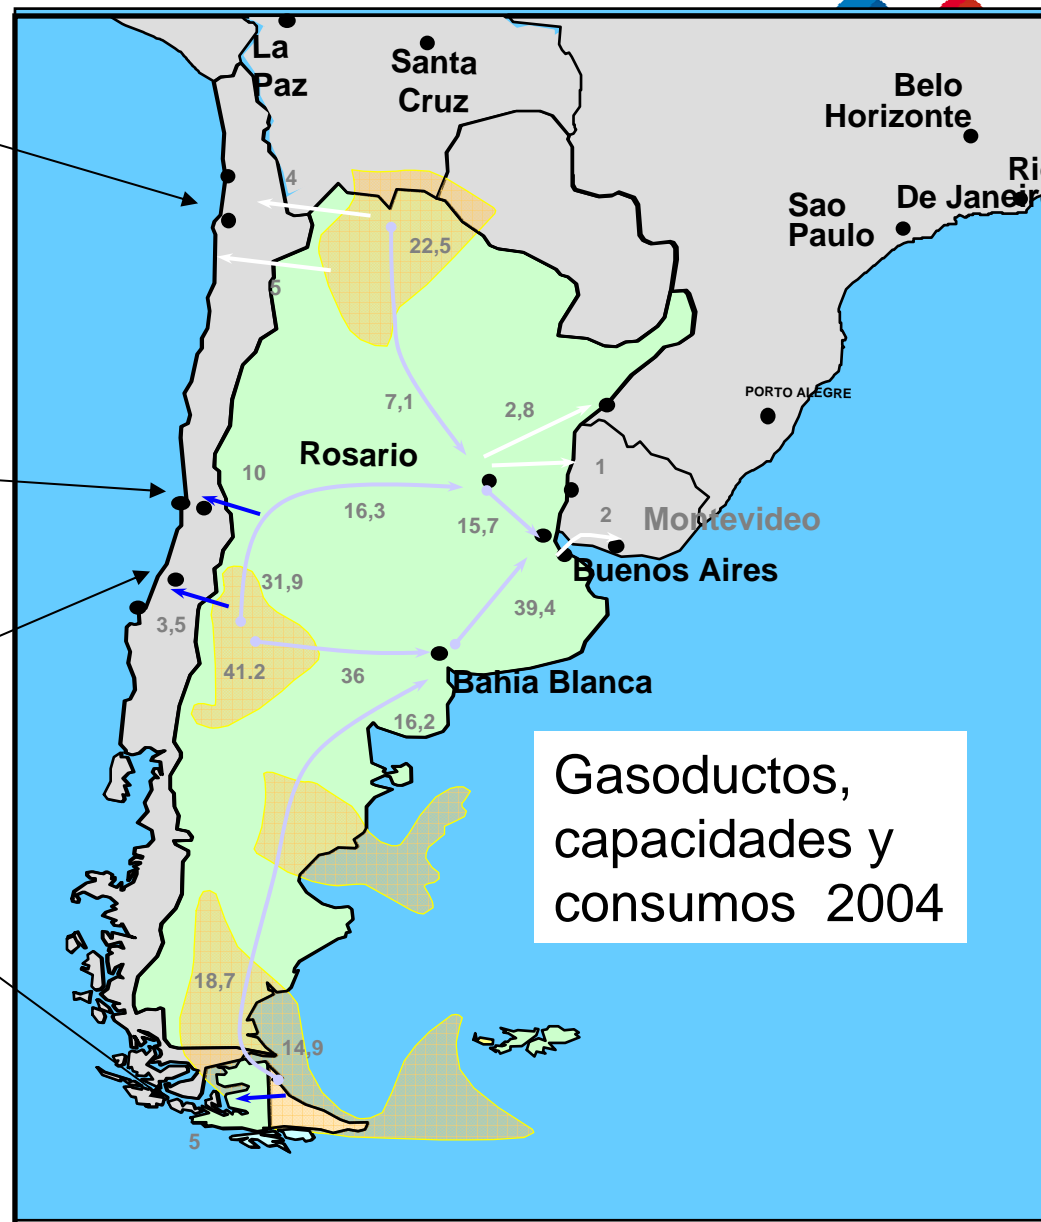 La
Paz
Santa
Cruz
Belo
Horizonte
De Janeir
Sao
Paulo
4
22,5
5
7,1
2,8
PORTO ALEGRE
Rosario
10
16,3
1
15,7
2
Montevideo
Buenos Aires
31,9
39,4
3,5
41.2
36
Bahia Blanca
16,2
Gasoductos,
capacidades y
consumos 2004
18,7
14,9
5